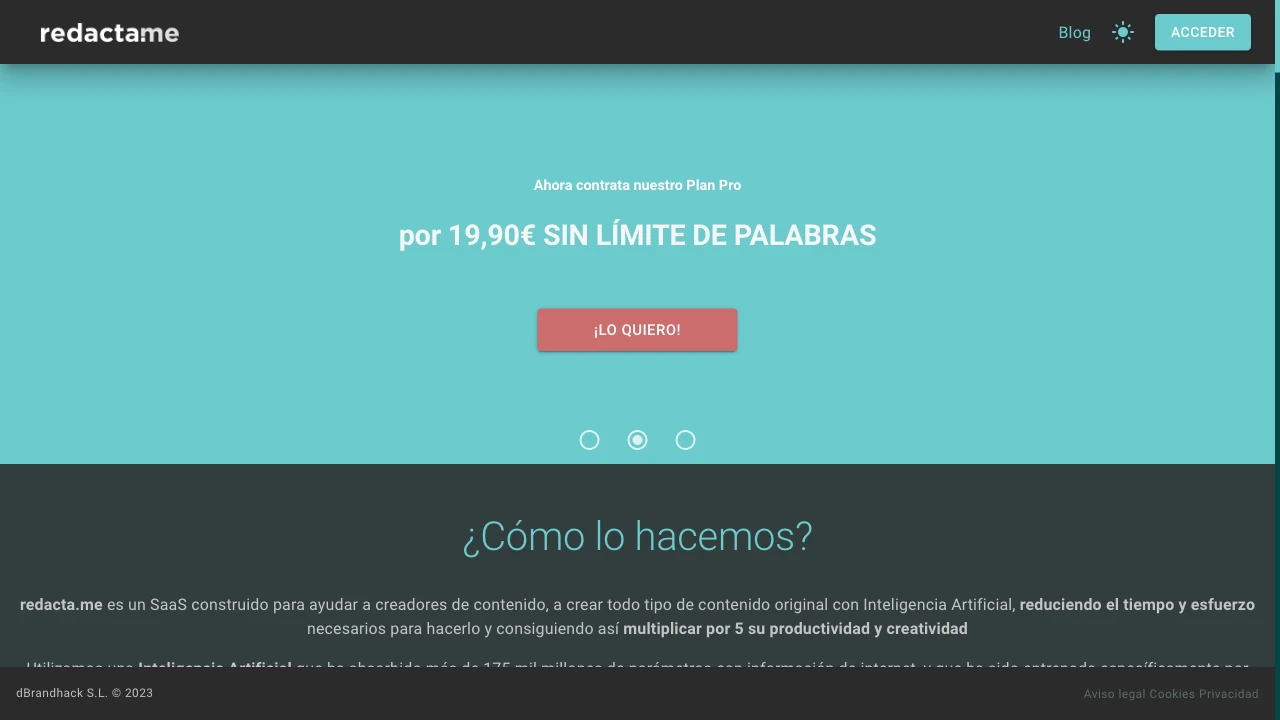 redactame
Blog
ACCEDER
Ahora contrata nuestro Plan Pro
por 19,90€ SIN LÍMITE DE PALABRAS
¡LO QUIERO!
¿Cómo lo hacemos?
redacta.me es un SaaS construido para ayudar a creadores de contenido, a crear todo tipo de contenido original con Inteligencia Artificial, reduciendo el tiempo y esfuerzo
necesarios para hacerlo y consiguiendo así multiplicar por 5 su productividad y creatividad
Utilizamos una Inteligencia Artificial que ha absorbido más de 175 mil millones de parámetros con información de internet, y que ha sido entrenado específicamente por
dBrandhack S.L. © 2023
Aviso legal Cookies Privacidad